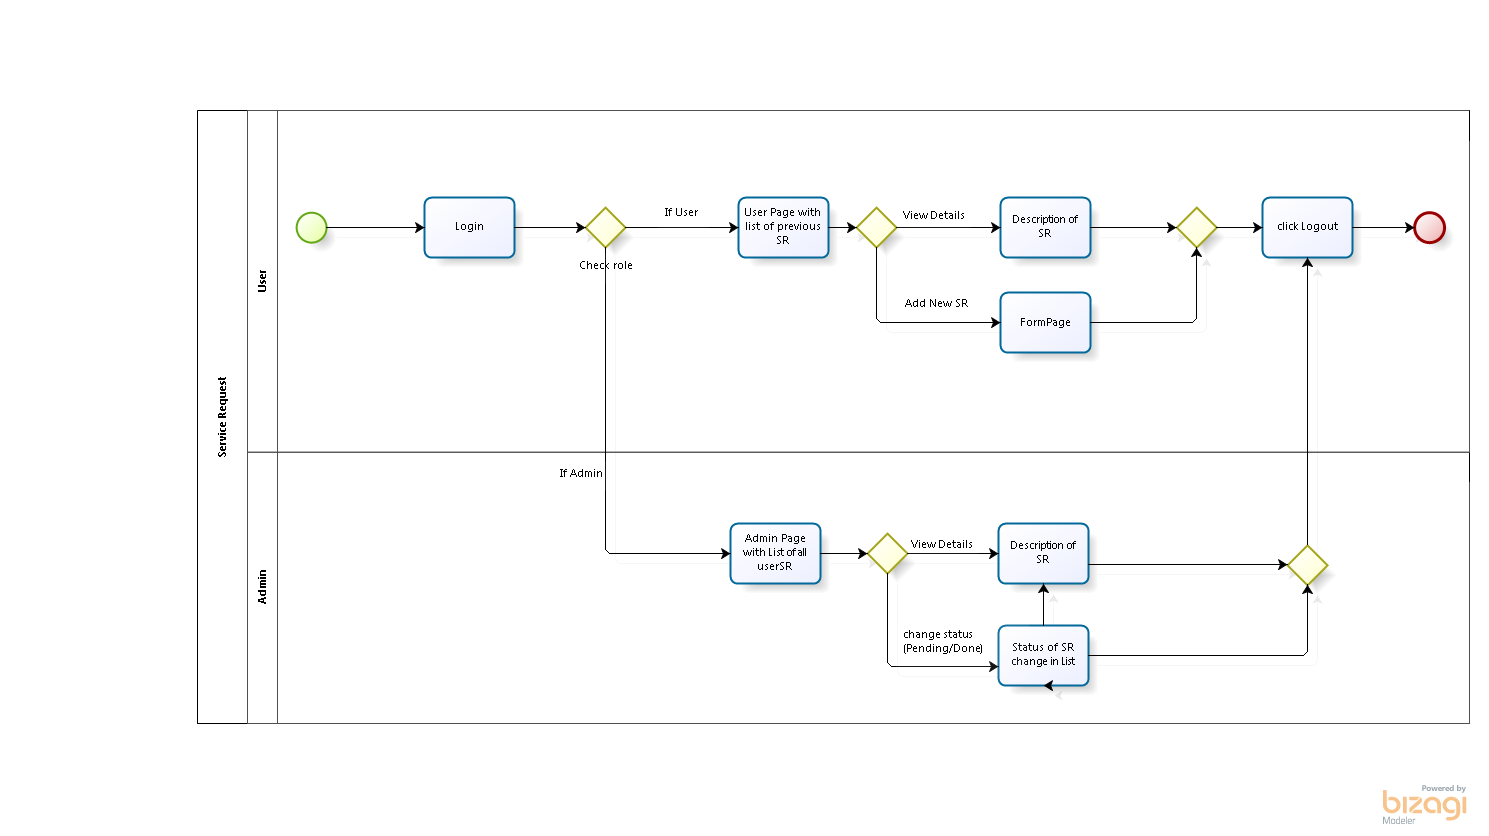 Service Request
User
Login
Check role
If User
User Page with
list of previous
SR
View Details
Description of
SR
Add New SR
FormPage
click Logout
Admin
If Admin
Admin Page
with List of all
userSR
View Details
Description of
SR
change status
(Pending/Done)
Status of SR
change in List
Powered by
bizagi
Modeler